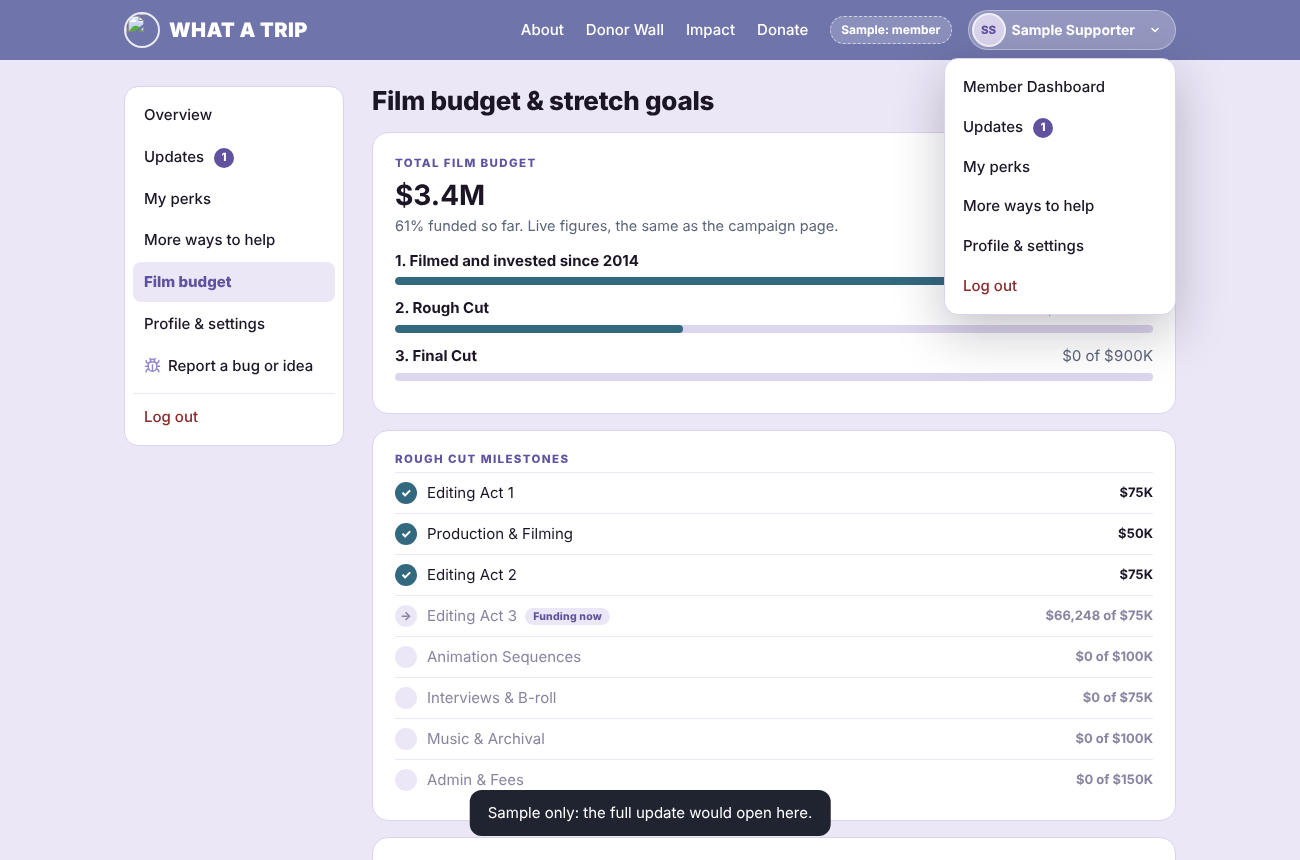 WHAT A TRIP
About
Donor Wall
Impact
Donate
Sample: member
SS
Sample Supporter
Member Dashboard
Updates 1
My perks
More ways to help
Profile & settings
Log out
Overview
Updates 1
My perks
More ways to help
Film budget
Profile & settings
Report a bug or idea
Log out
Film budget & stretch goals
TOTAL FILM BUDGET
$3.4M
61% funded so far. Live figures, the same as the campaign page.
1. Filmed and invested since 2014
2. Rough Cut
3. Final Cut $0 of $900K
ROUGH CUT MILESTONES
Editing Act 1 $75K
Production & Filming $50K
Editing Act 2 $75K
Editing Act 3 Funding now $66,248 of $75K
Animation Sequences $0 of $100K
Interviews & B-roll $0 of $75K
Music & Archival $0 of $100K
Admin & Fees $0 of $150K
Sample only: the full update would open here.